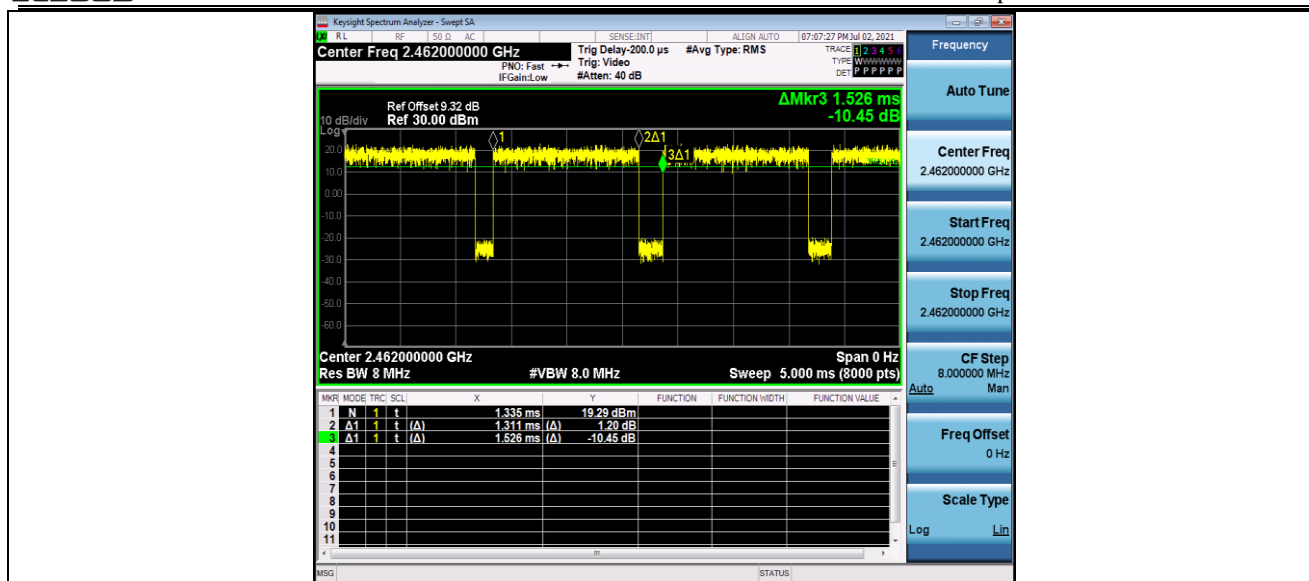 Keysight Spectrum Analyzer - Swept SA
RL RF 50 Ω AC SENSE:INT ALIGN AUTO 07:07:27 PM Jul 02, 2021
Center Freq 2.462000000 GHz Trig Delay-200.0 µs #Avg Type: RMS TRACE 1 2 3 4 5 6
PNO: Fast Trig: Video TYPE WWWWWW
IFGain:Low #Atten: 40 dB DET P P P P P P
ΔMkr3 1.526 ms
-10.45 dB
Ref Offset 9.32 dB
10 dB/div Ref 30.00 dBm
Log
1 2Δ1 3Δ1
20.0
10.0
0.00
-10.0
-20.0
-30.0
-40.0
-50.0
-60.0
Center 2.462000000 GHz Span 0 Hz
Res BW 8 MHz #VBW 8.0 MHz Sweep 5.000 ms (8000 pts)
MKR MODE TRC SCL X Y FUNCTION FUNCTION WIDTH FUNCTION VALUE
1 N 1 t 1.335 ms 19.29 dBm
2 Δ1 1 t (Δ) 1.311 ms (Δ) 1.20 dB
3 Δ1 1 t (Δ) 1.526 ms (Δ) -10.45 dB
4
5
6
7
8
9
10
11
MSG STATUS
Frequency
Auto Tune
Center Freq
2.462000000 GHz
Start Freq
2.462000000 GHz
Stop Freq
2.462000000 GHz
CF Step
8.000000 MHz
Auto Man
Freq Offset
0 Hz
Scale Type
Log Lin